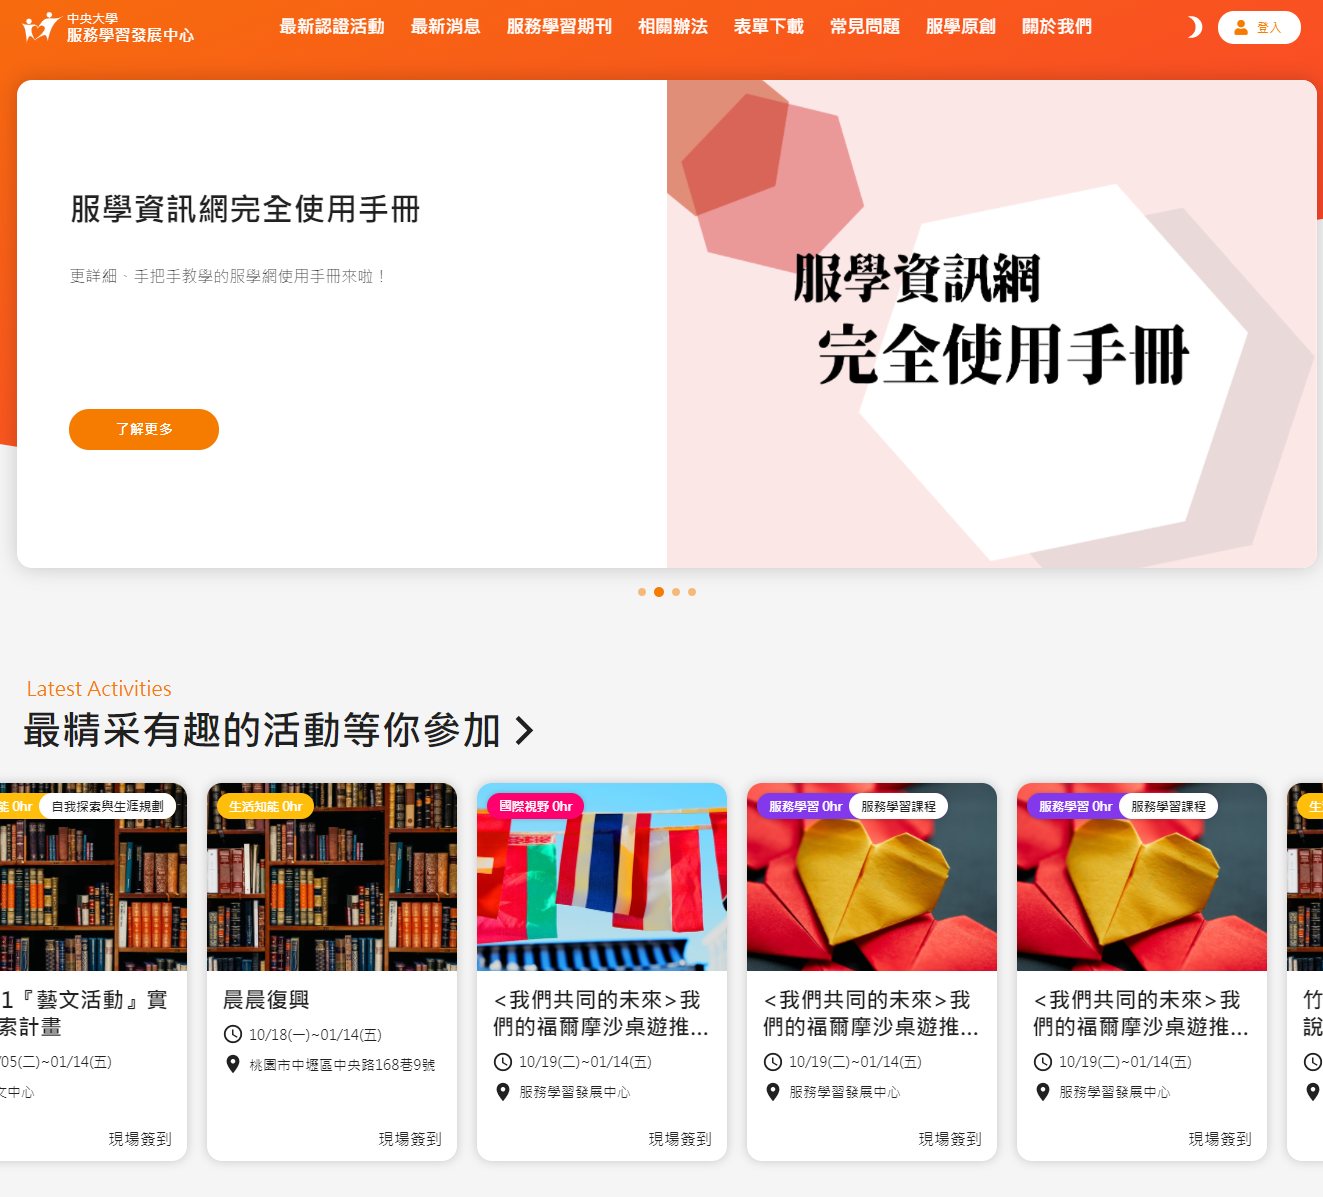 中央大學
服務學習發展中心
最新認證活動 最新消息 服務學習期刊 相關辦法 表單下載 常見問題 服學原創 關於我們
登入
服學資訊網完全使用手冊
更詳細、手把手教學的服學網使用手冊來啦！
了解更多
服學資訊網
完全使用手冊
Latest Activities
最精采有趣的活動等你參加
能 0hr 自我探索與生涯規劃
1『藝文活動』實
索計畫
/05(二)~01/14(五)
文中心
現場簽到
生活知能 0hr
晨晨復興
10/18(一)~01/14(五)
桃園市中壢區中央路168巷9號
現場簽到
國際視野 0hr
<我們共同的未來>我
們的福爾摩沙桌遊推...
10/19(二)~01/14(五)
服務學習發展中心
現場簽到
服務學習 0hr 服務學習課程
<我們共同的未來>我
們的福爾摩沙桌遊推...
10/19(二)~01/14(五)
服務學習發展中心
現場簽到
服務學習 0hr 服務學習課程
<我們共同的未來>我
們的福爾摩沙桌遊推...
10/19(二)~01/14(五)
服務學習發展中心
現場簽到
生
竹
說